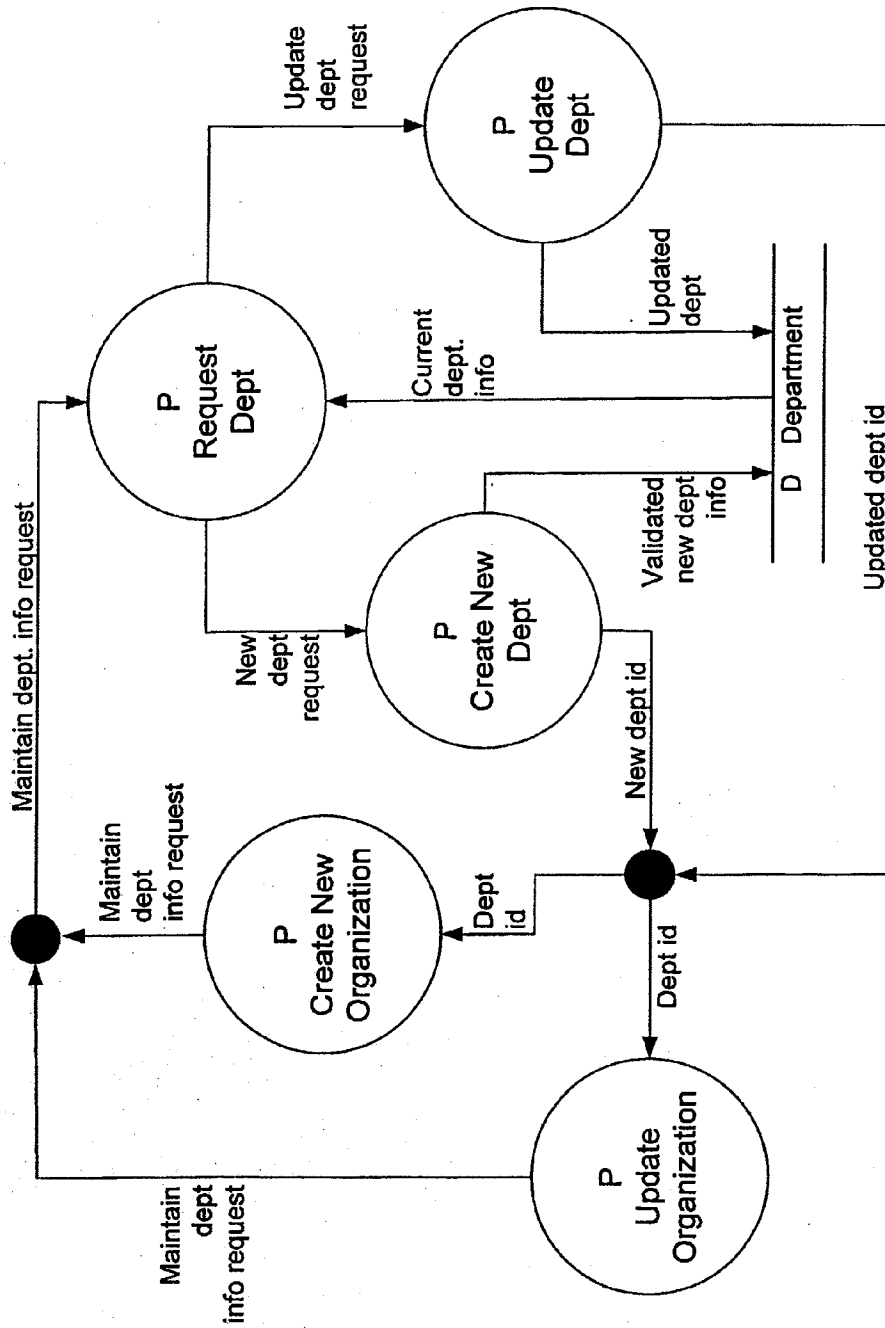 Maintain dept. info request
Maintain
dept
info request
Maintain
dept
info request
P
Request
Dept
Update
dept
request
New
dept
request
Current
dept.
info
P
Create New
Organization
P
Create New
Dept
P
Update
Dept
Dept
id
Validated
new dept
info
Updated
dept
New dept id
Dept id
P
Update
Organization
D Department
Updated dept id